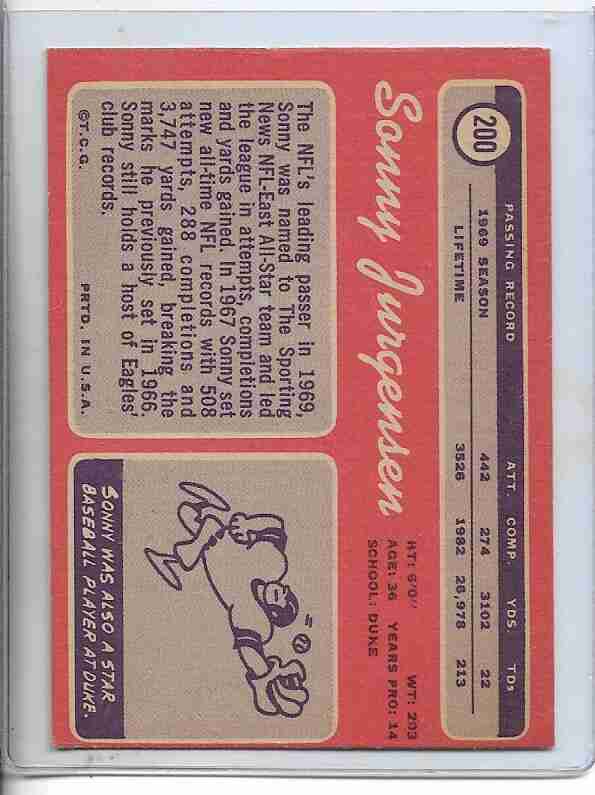 200
PASSING RECORD ATT. COMP. YDS. TDs
1969 SEASON 442 274 3102 22
LIFETIME 3526 1982 26,978 213
Sonny Jurgensen
HT: 6'0" WT: 203
AGE: 36 YEARS PRO: 14
SCHOOL: DUKE
The NFL's leading passer in 1969,
Sonny was named to The Sporting
News NFL-East All-Star team and led
the league in attempts, completions
and yards gained. In 1967 Sonny set
new all-time NFL records with 508
attempts, 288 completions and
3,747 yards gained, breaking the
marks he previously set in 1966.
Sonny still holds a host of Eagles'
club records.
©T.C.G. PRTD. IN U.S.A.
SONNY WAS ALSO A STAR
BASEBALL PLAYER AT DUKE.